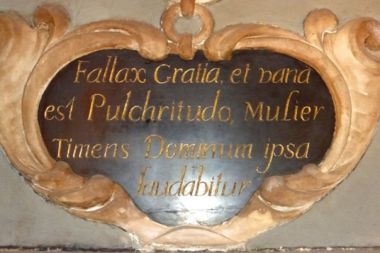 Fallax Gratia, et vana
est Pulchritudo, Mulier
Timens Dominum ipsa
laudabitur